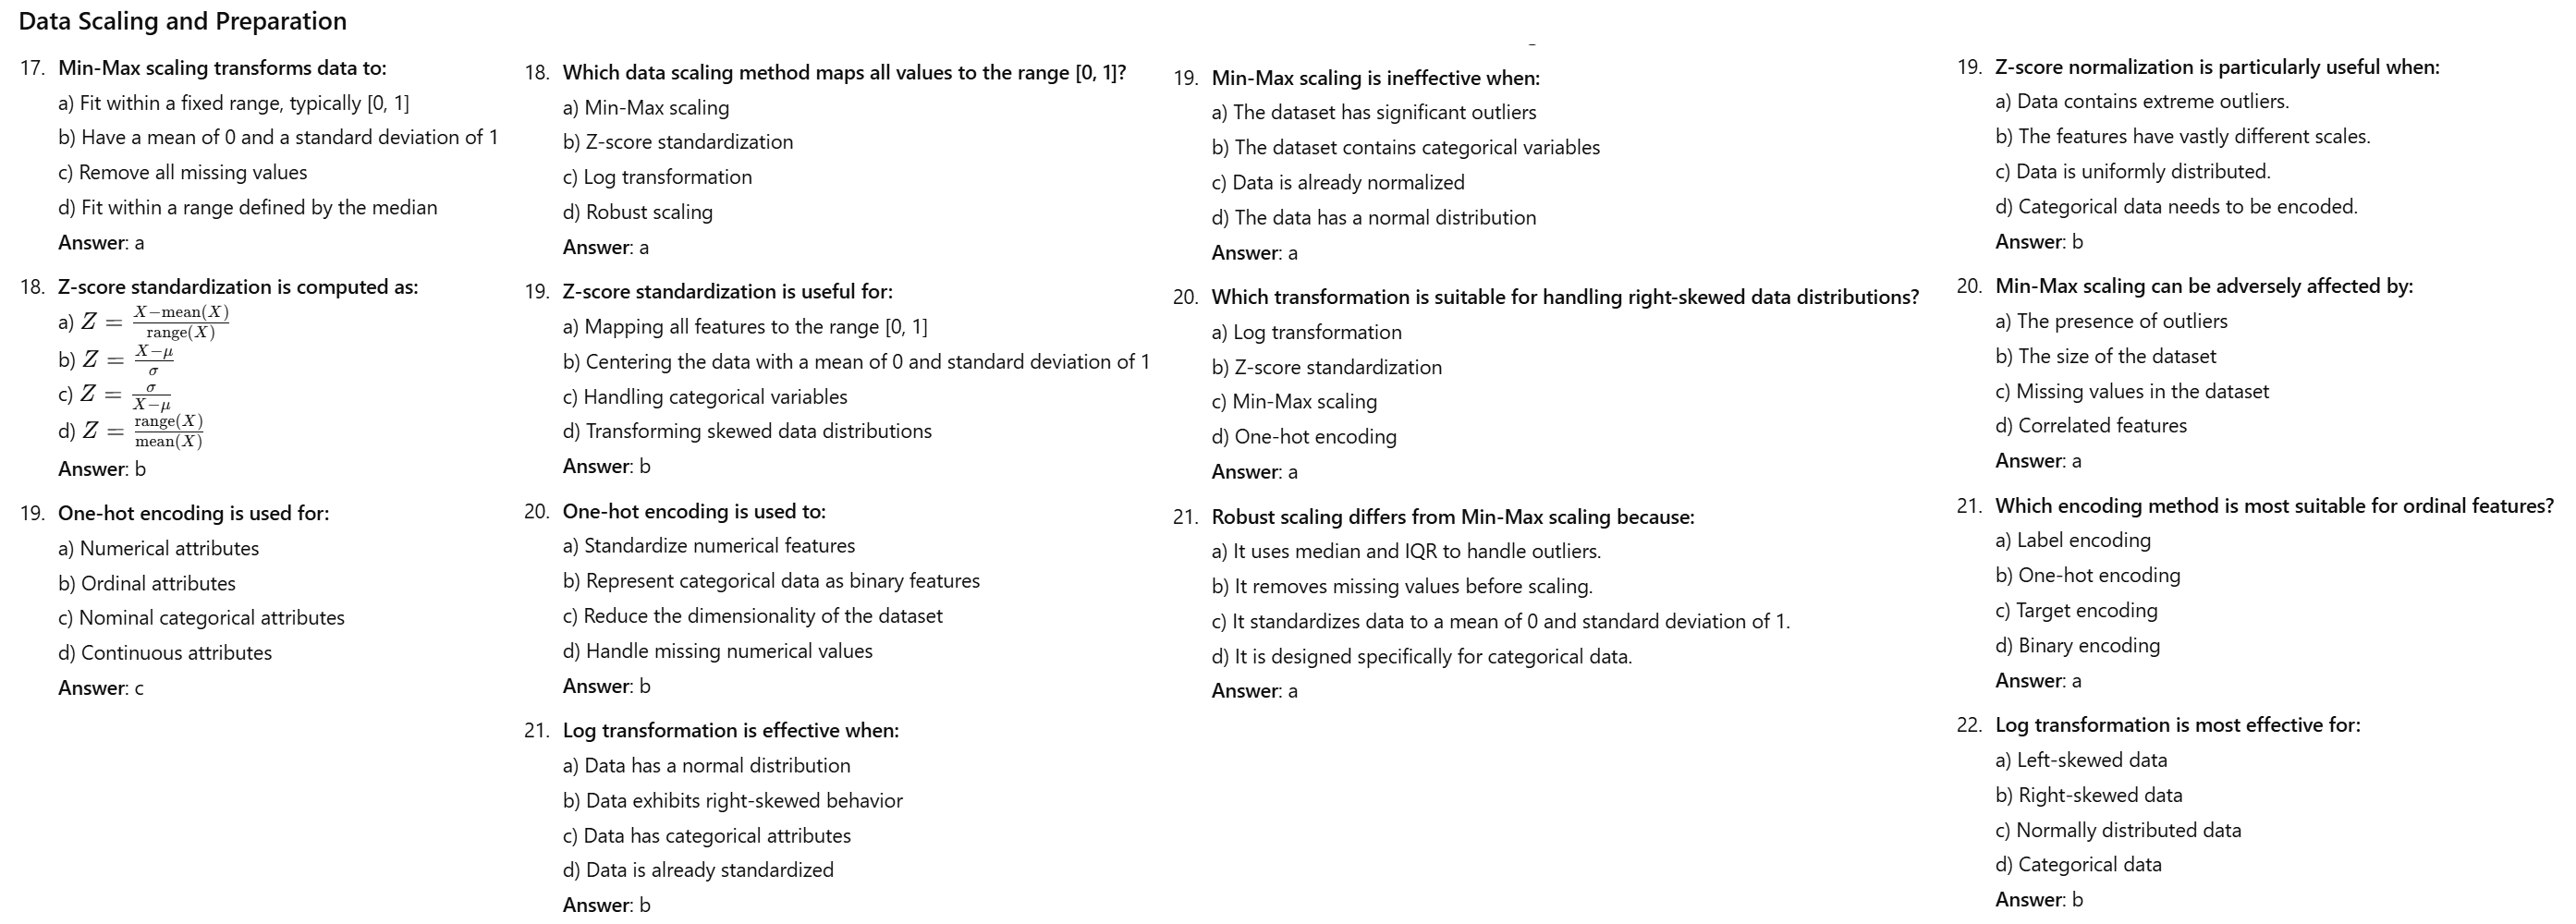 Data Scaling and Preparation
17. Min-Max scaling transforms data to:
a) Fit within a fixed range, typically [0, 1]
b) Have a mean of 0 and a standard deviation of 1
c) Remove all missing values
d) Fit within a range defined by the median
Answer: a
18. Z-score standardization is computed as:
a) Z = (X−mean(X))/range(X)
b) Z = (X−μ)/σ
c) Z = σ/(X−μ)
d) Z = range(X)/mean(X)
Answer: b
19. One-hot encoding is used for:
a) Numerical attributes
b) Ordinal attributes
c) Nominal categorical attributes
d) Continuous attributes
Answer: c
18. Which data scaling method maps all values to the range [0, 1]?
a) Min-Max scaling
b) Z-score standardization
c) Log transformation
d) Robust scaling
Answer: a
19. Z-score standardization is useful for:
a) Mapping all features to the range [0, 1]
b) Centering the data with a mean of 0 and standard deviation of 1
c) Handling categorical variables
d) Transforming skewed data distributions
Answer: b
20. One-hot encoding is used to:
a) Standardize numerical features
b) Represent categorical data as binary features
c) Reduce the dimensionality of the dataset
d) Handle missing numerical values
Answer: b
21. Log transformation is effective when:
a) Data has a normal distribution
b) Data exhibits right-skewed behavior
c) Data has categorical attributes
d) Data is already standardized
Answer: b
19. Min-Max scaling is ineffective when:
a) The dataset has significant outliers
b) The dataset contains categorical variables
c) Data is already normalized
d) The data has a normal distribution
Answer: a
20. Which transformation is suitable for handling right-skewed data distributions?
a) Log transformation
b) Z-score standardization
c) Min-Max scaling
d) One-hot encoding
Answer: a
21. Robust scaling differs from Min-Max scaling because:
a) It uses median and IQR to handle outliers.
b) It removes missing values before scaling.
c) It standardizes data to a mean of 0 and standard deviation of 1.
d) It is designed specifically for categorical data.
Answer: a
19. Z-score normalization is particularly useful when:
a) Data contains extreme outliers.
b) The features have vastly different scales.
c) Data is uniformly distributed.
d) Categorical data needs to be encoded.
Answer: b
20. Min-Max scaling can be adversely affected by:
a) The presence of outliers
b) The size of the dataset
c) Missing values in the dataset
d) Correlated features
Answer: a
21. Which encoding method is most suitable for ordinal features?
a) Label encoding
b) One-hot encoding
c) Target encoding
d) Binary encoding
Answer: a
22. Log transformation is most effective for:
a) Left-skewed data
b) Right-skewed data
c) Normally distributed data
d) Categorical data
Answer: b